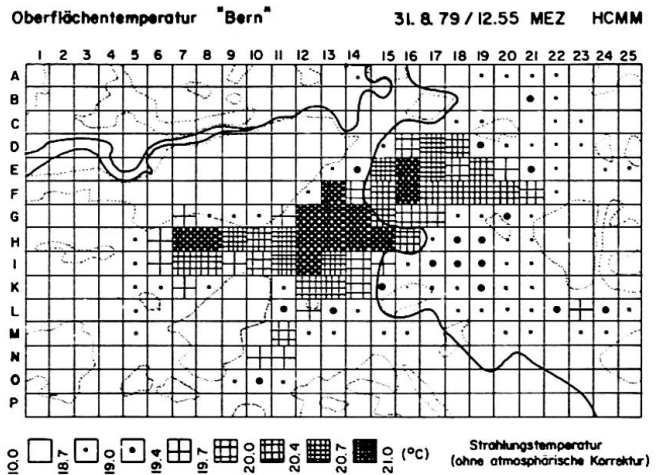 Oberflächentemperatur "Bern" 31. 8. 79 / 12.55 MEZ HCMM
1 2 3 4 5 6 7 8 9 10 11 12 13 14 15 16 17 18 19 20 21 22 23 24 25
A
B
C
D
E
F
G
H
I
K
L
M
N
O
P
10.0 18.7 19.0 19.4 19.7 20.0 20.4 20.7 21.0 (°C)
Strahlungstemperatur
(ohne atmosphärische Korrektur)